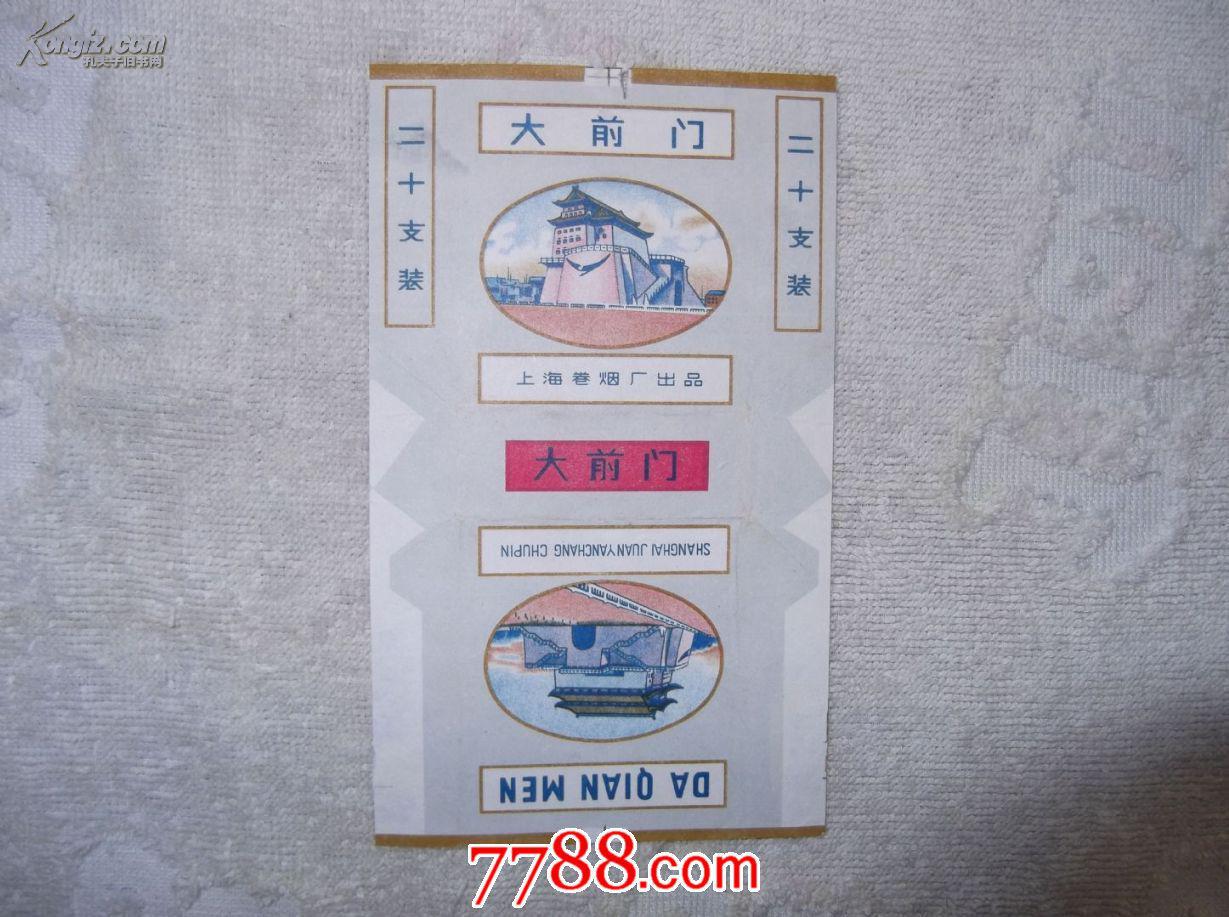 Kongfz.com
孔夫子旧书网
二十支装
大前门
二十支装
上海卷烟厂出品
大前门
SHANGHAI JUANYANCHANG CHUPIN
DA QIAN MEN
7788.com